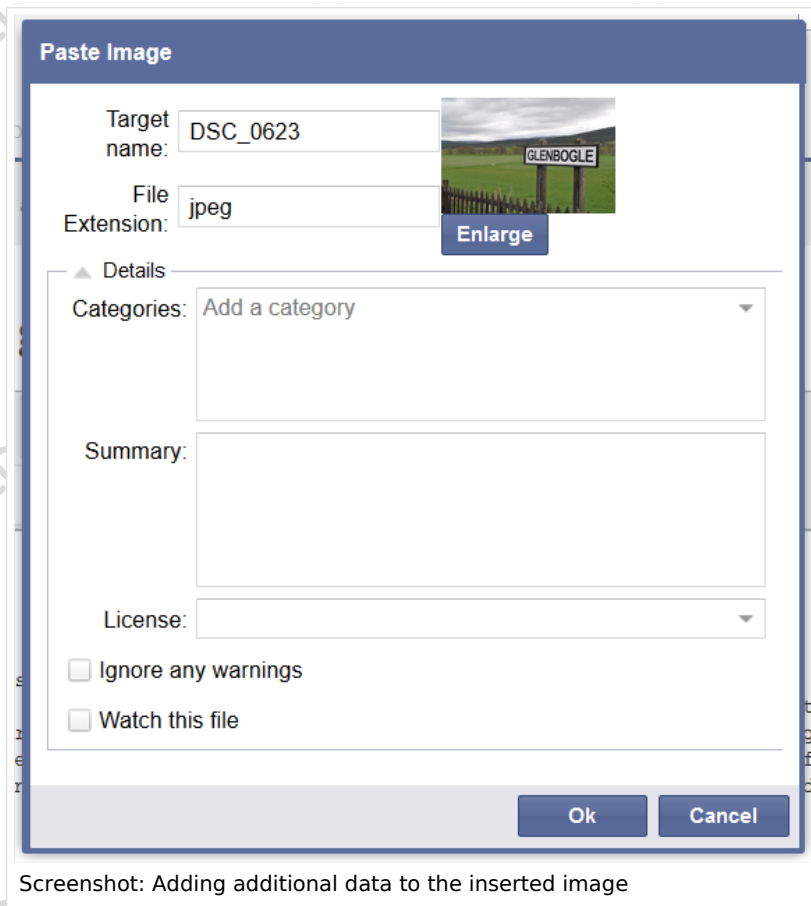 Paste Image
Target
name:
DSC_0623
GLENBOGLE
File
Extension:
jpeg
Enlarge
Details
Categories:
Add a category
Summary:
License:
Ignore any warnings
Watch this file
Ok
Cancel
Screenshot: Adding additional data to the inserted image